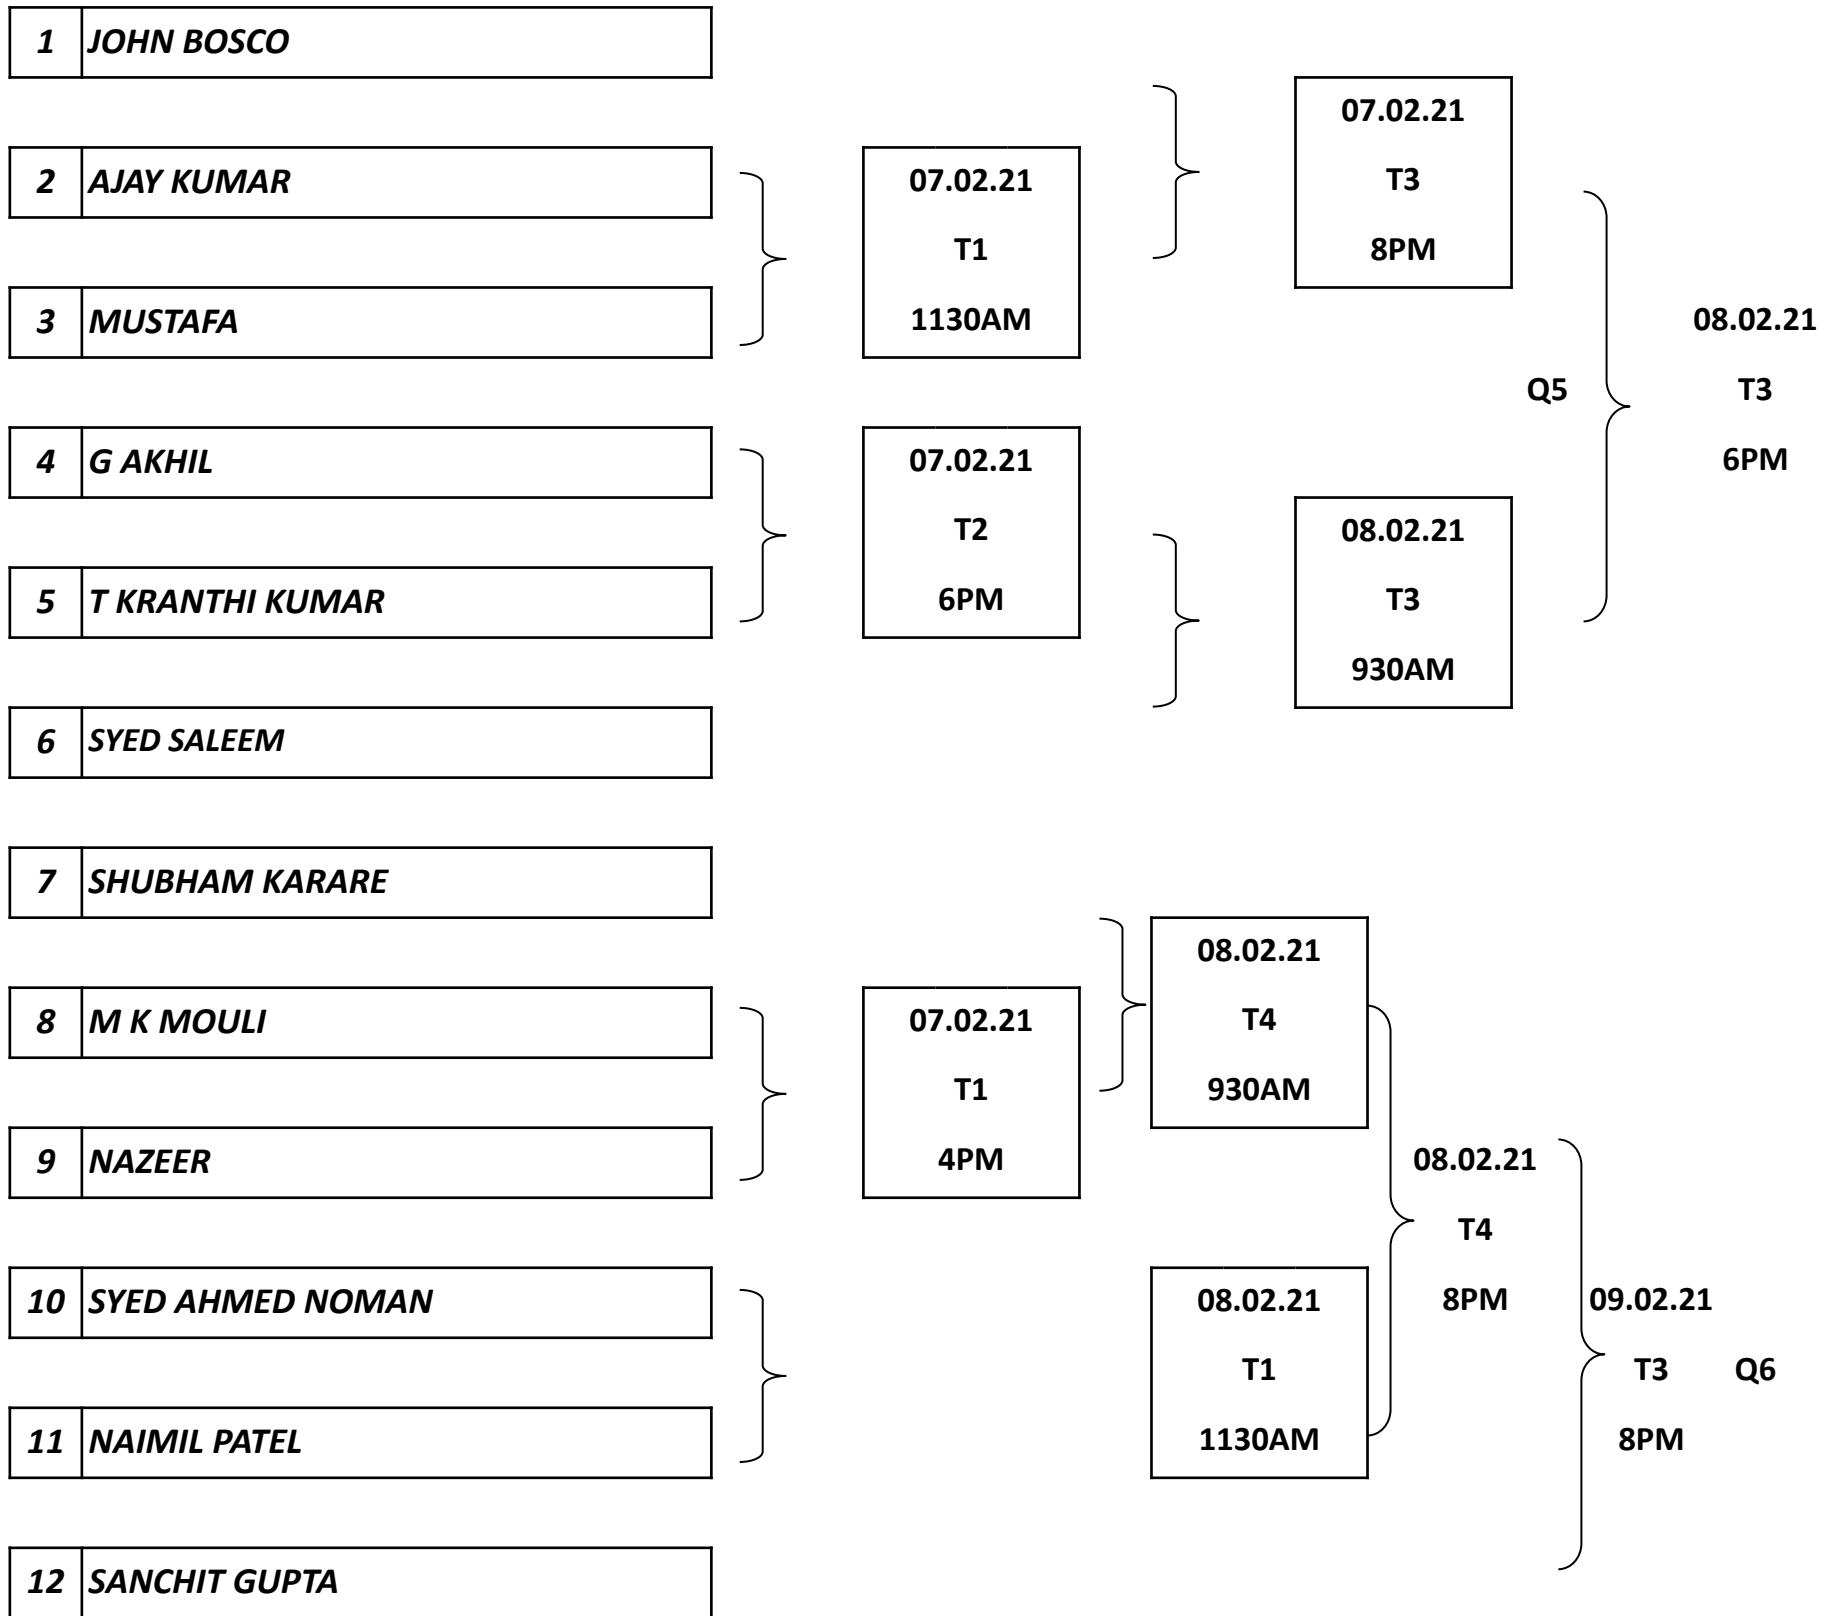 1 JOHN BOSCO
07.02.21
2 AJAY KUMAR 07.02.21 T3
T1 8PM
3 MUSTAFA 1130AM 08.02.21
Q5 T3
4 G AKHIL 07.02.21 6PM
T2 08.02.21
5 T KRANTHI KUMAR 6PM T3
930AM
6 SYED SALEEM
7 SHUBHAM KARARE
08.02.21
8 M K MOULI 07.02.21 T4
T1 930AM
9 NAZEER 4PM 08.02.21
T4
10 SYED AHMED NOMAN 08.02.21 8PM 09.02.21
T1 T3 Q6
11 NAIMIL PATEL 1130AM 8PM
12 SANCHIT GUPTA